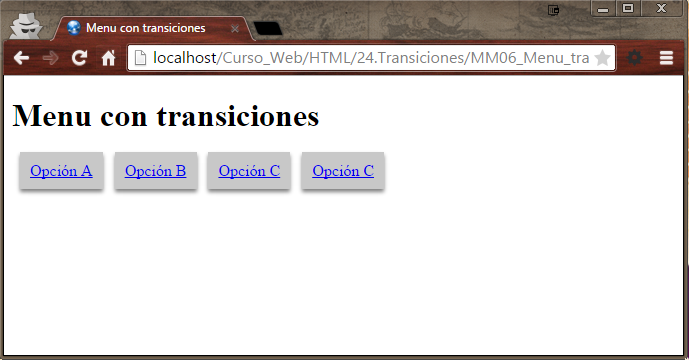 Menu con transiciones
localhost/Curso_Web/HTML/24.Transiciones/MM06_Menu_tra
Menu con transiciones
Opción A Opción B Opción C Opción C